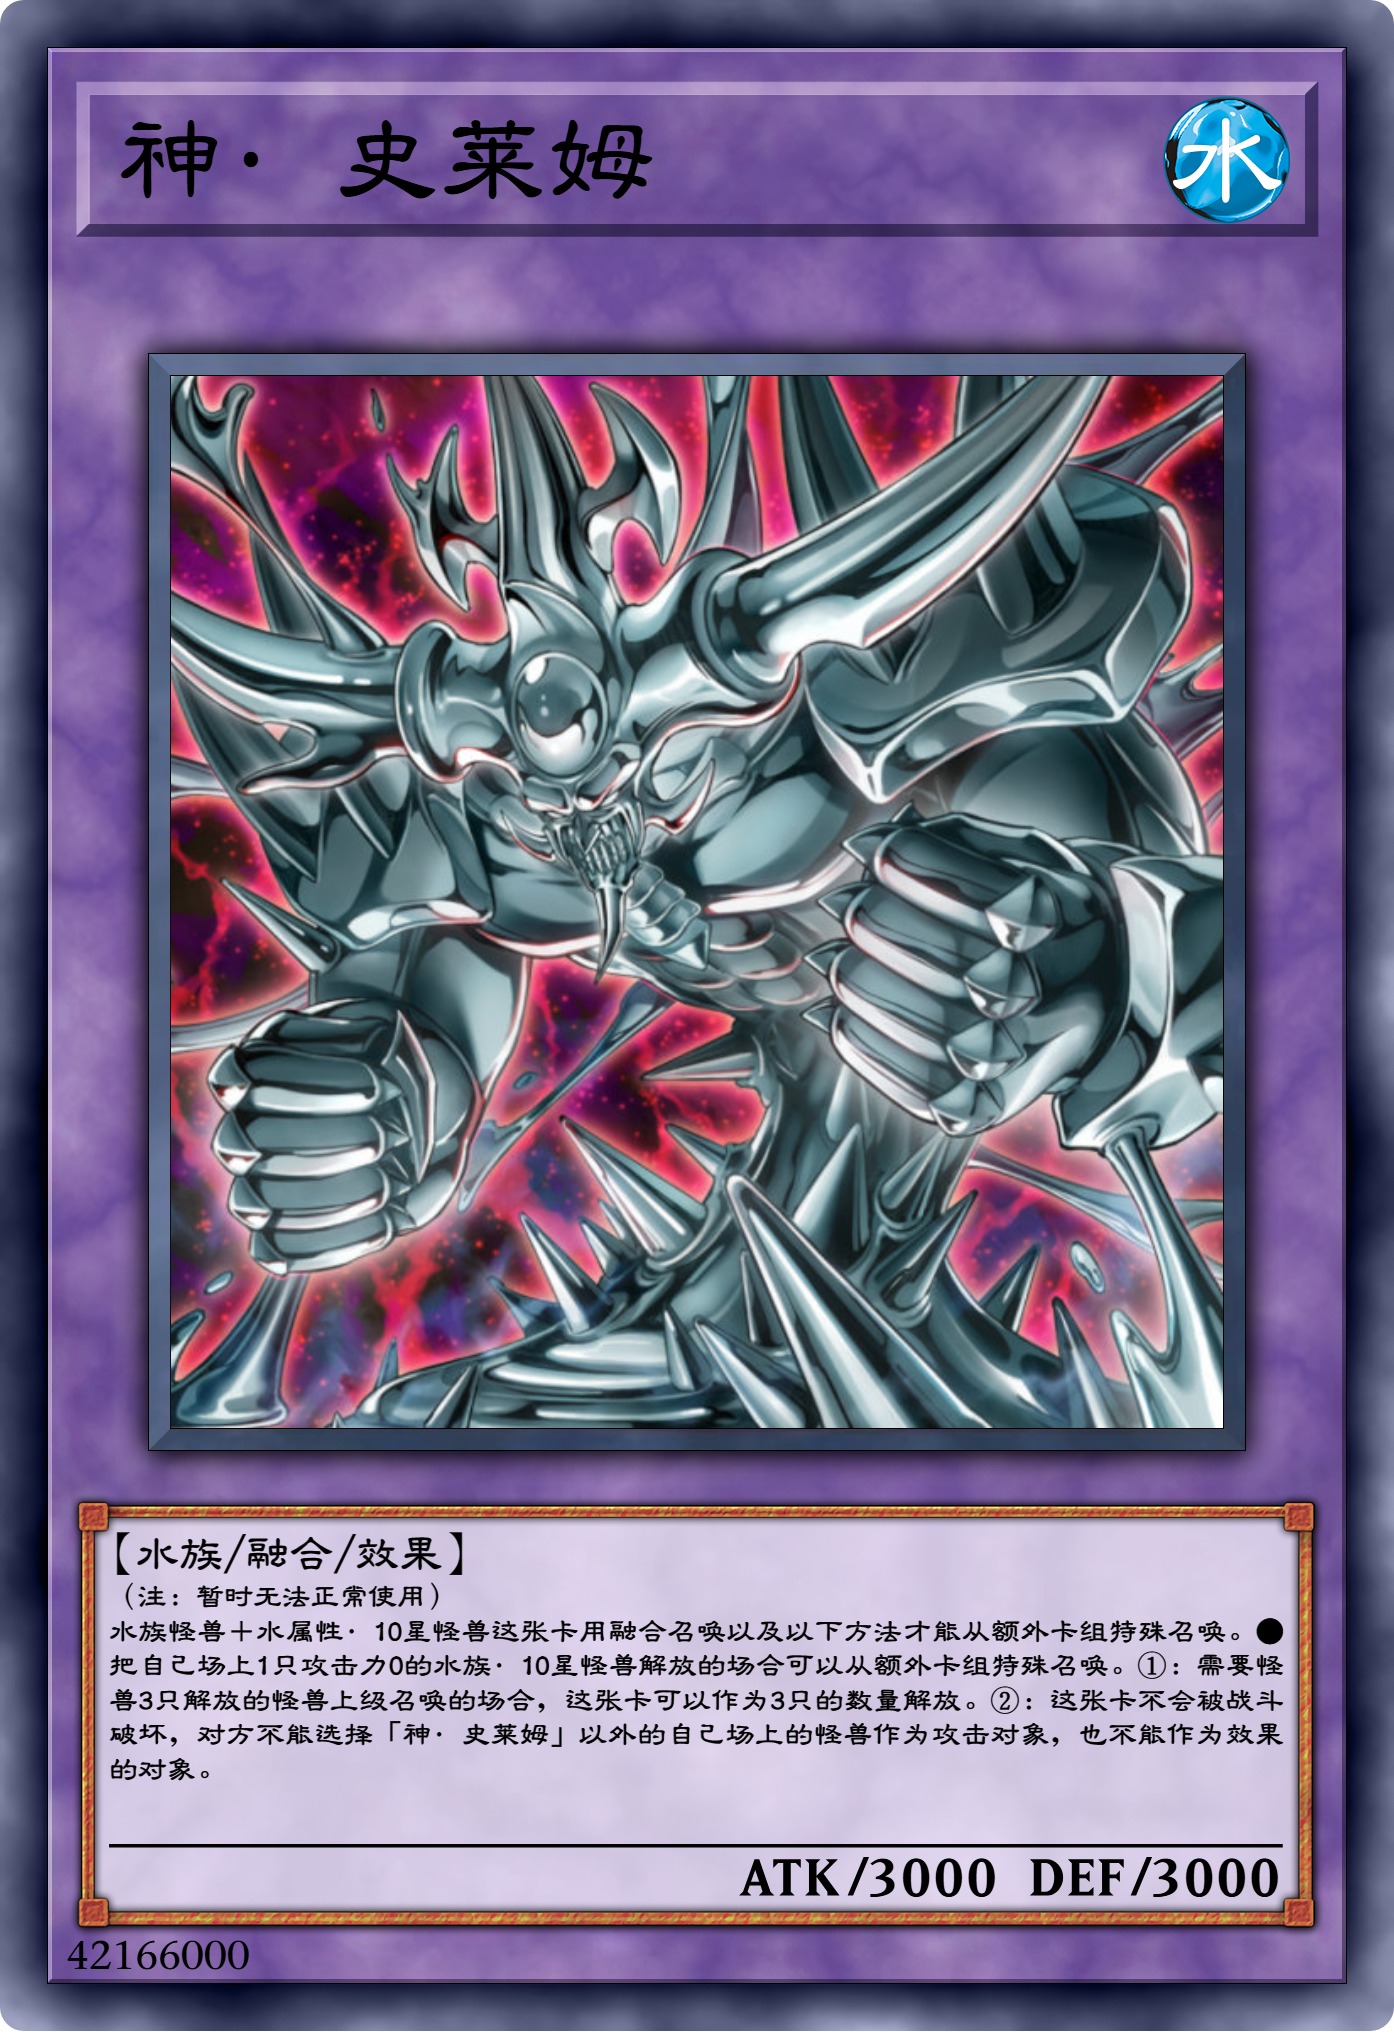 神· 史莱姆
水
【水族/融合/效果】
（注：暂时无法正常使用）
水族怪兽＋水属性· 10星怪兽这张卡用融合召唤以及以下方法才能从额外卡组特殊召唤。●
把自己场上1只攻击力0的水族· 10星怪兽解放的场合可以从额外卡组特殊召唤。①：需要怪
兽3只解放的怪兽上级召唤的场合，这张卡可以作为3只的数量解放。②：这张卡不会被战斗
破坏，对方不能选择「神· 史莱姆」以外的自己场上的怪兽作为攻击对象，也不能作为效果
的对象。
ATK/3000 DEF/3000
42166000